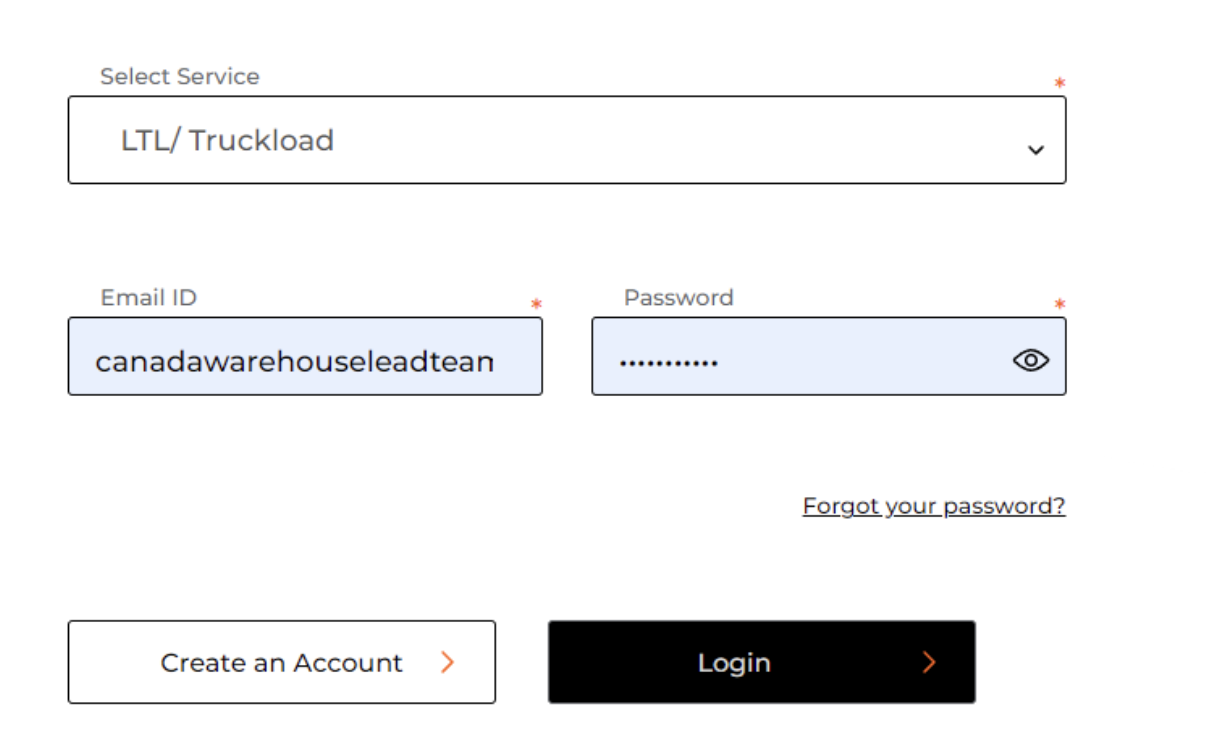 Select Service *
LTL/ Truckload
Email ID * Password *
canadawarehouseleadtean •••••••••••
Forgot your password?
Create an Account Login